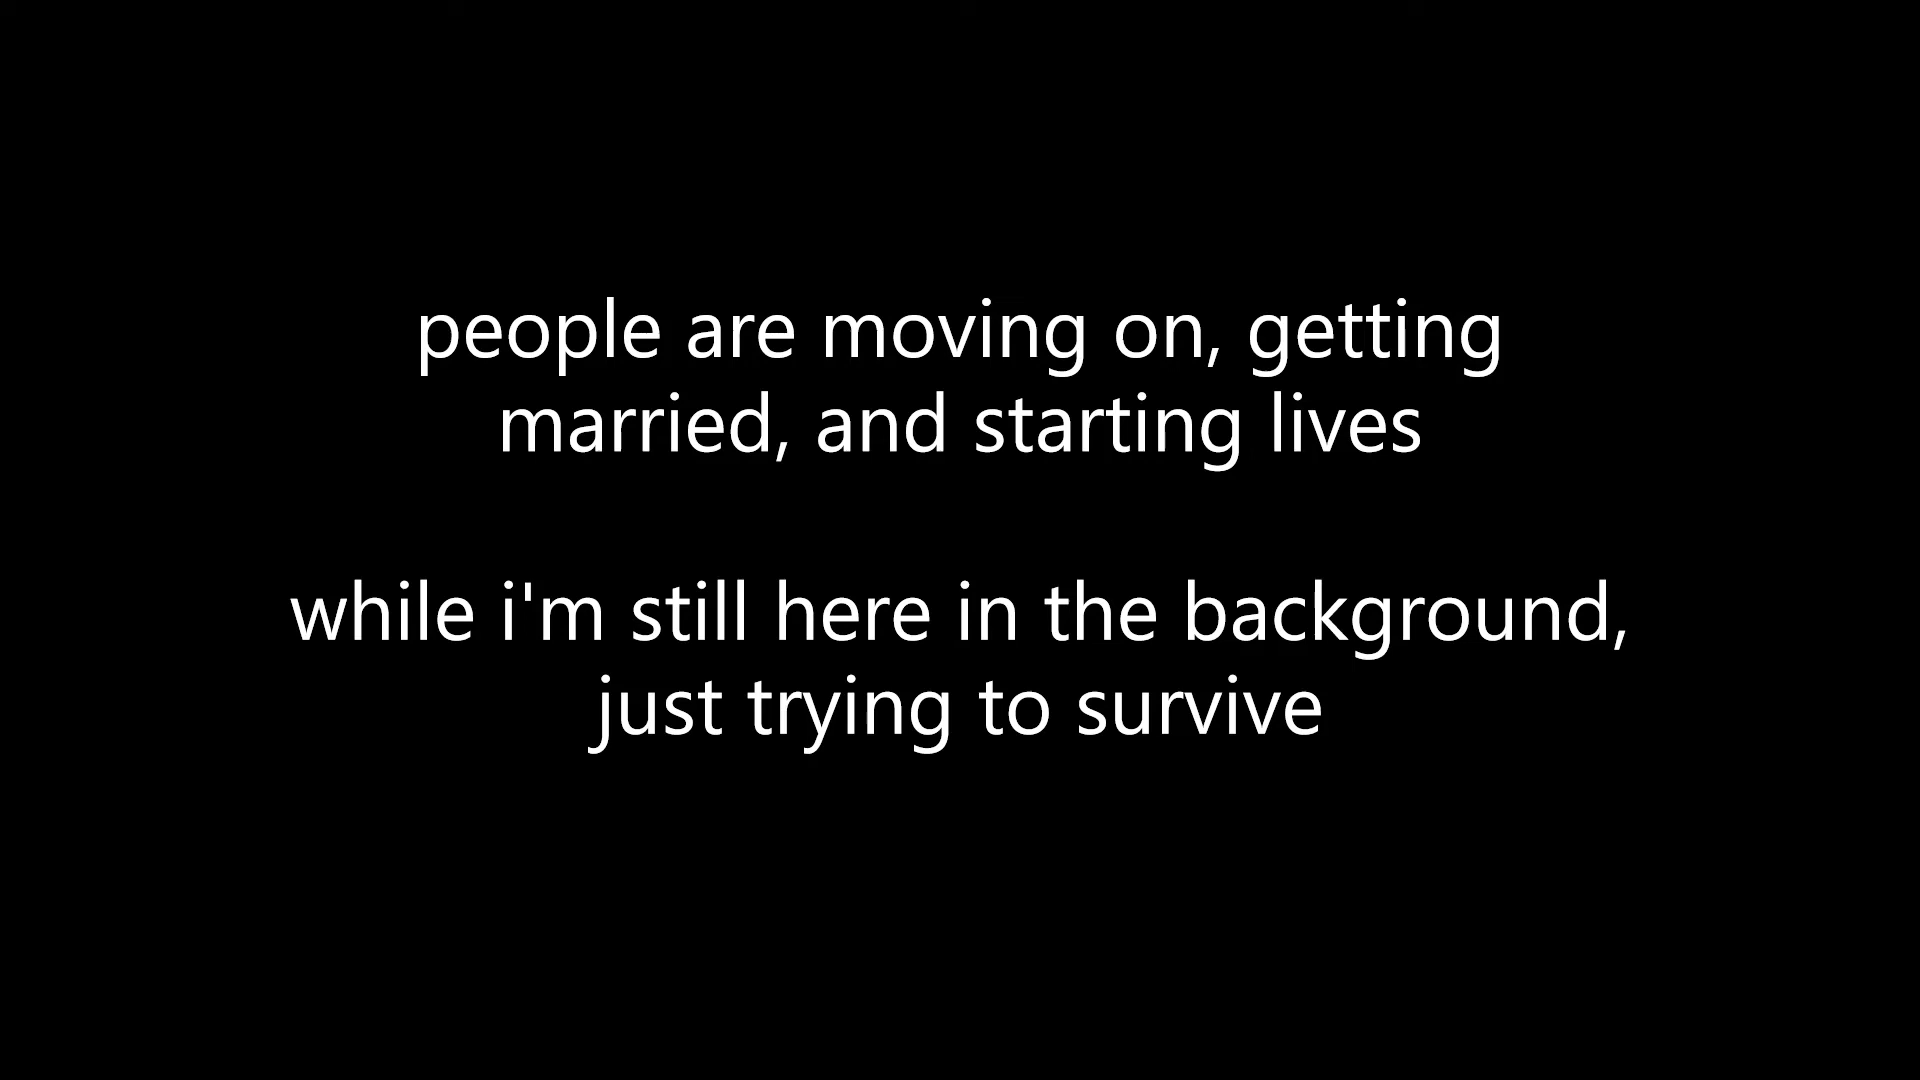 people are moving on, getting
married, and starting lives
while i'm still here in the background,
just trying to survive